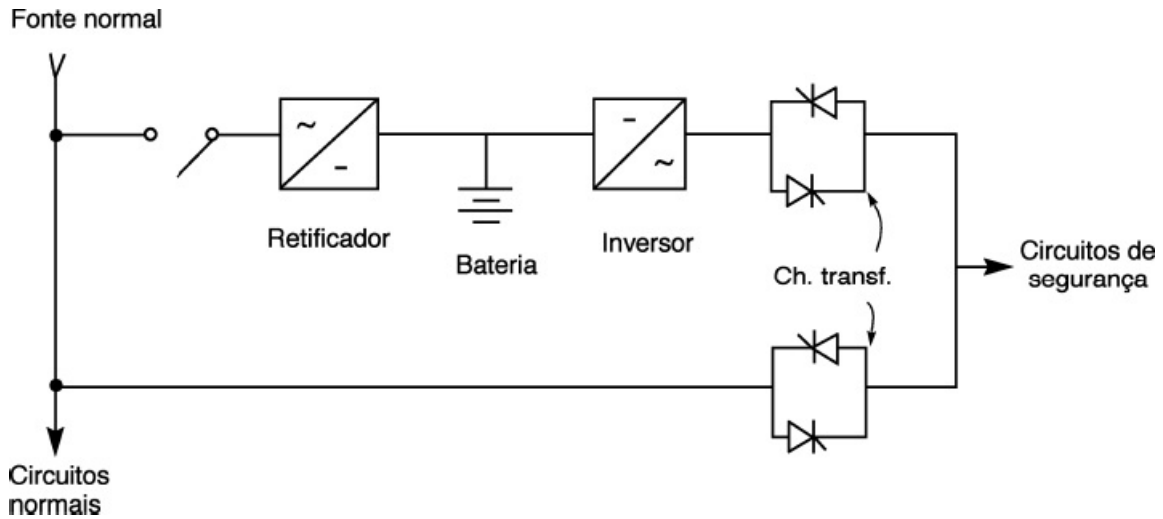 Fonte normal
~
-
-
~
Retificador
Bateria
Inversor
Ch. transf.
Circuitos de
segurança
Circuitos
normais